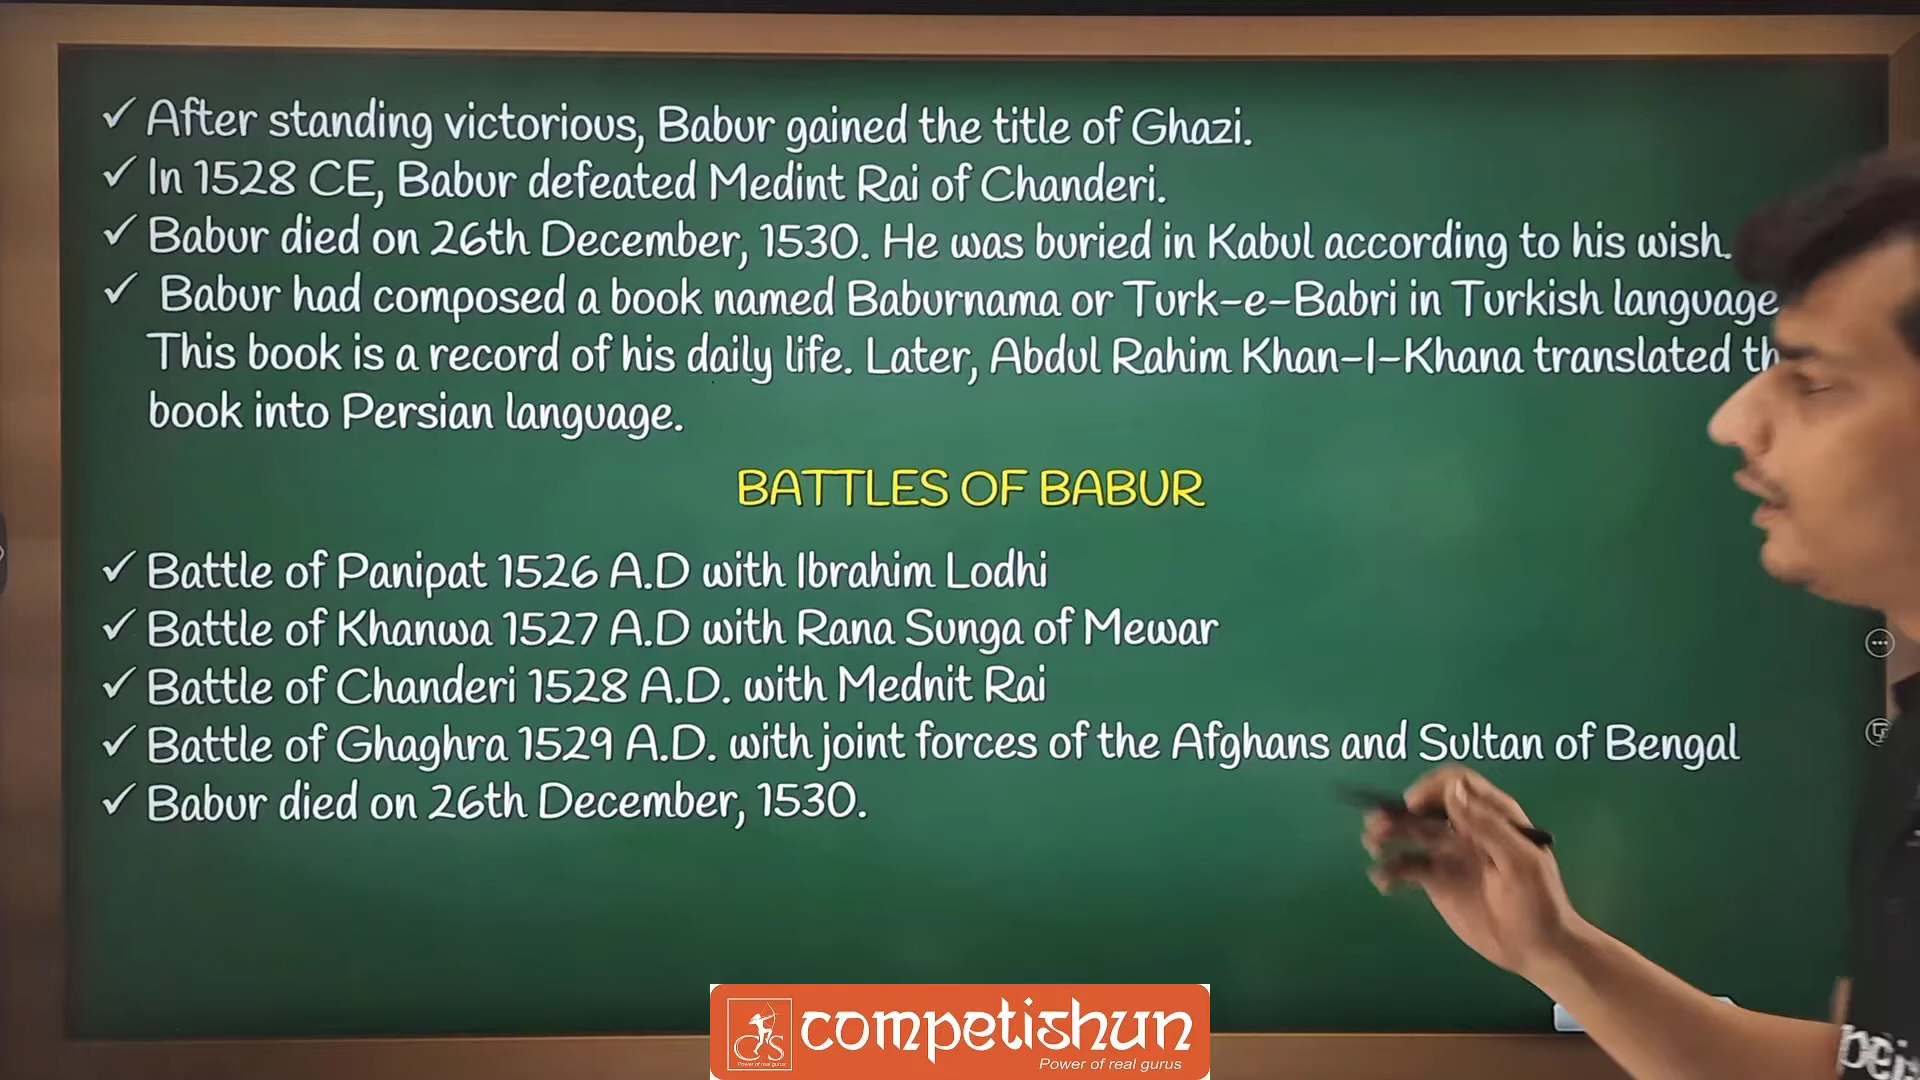 ✓ After standing victorious, Babur gained the title of Ghazi.
✓ In 1528 CE, Babur defeated Medint Rai of Chanderi.
✓ Babur died on 26th December, 1530. He was buried in Kabul according to his wish.
✓ Babur had composed a book named Baburnama or Turk-e-Babri in Turkish language
This book is a record of his daily life. Later, Abdul Rahim Khan-I-Khana translated th
book into Persian language.
BATTLES OF BABUR
✓ Battle of Panipat 1526 A.D with Ibrahim Lodhi
✓ Battle of Khanwa 1527 A.D with Rana Sunga of Mewar
✓ Battle of Chanderi 1528 A.D. with Mednit Rai
✓ Battle of Ghaghra 1529 A.D. with joint forces of the Afghans and Sultan of Bengal
✓ Babur died on 26th December, 1530.
CS
Power of real gurus
competishun
Power of real gurus